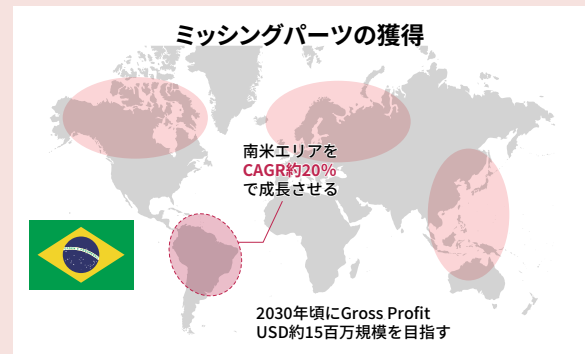 ミッシングパーツの獲得
南米エリアを
CAGR約20%
で成長させる
2030年頃にGross Profit
USD約15百万規模を目指す